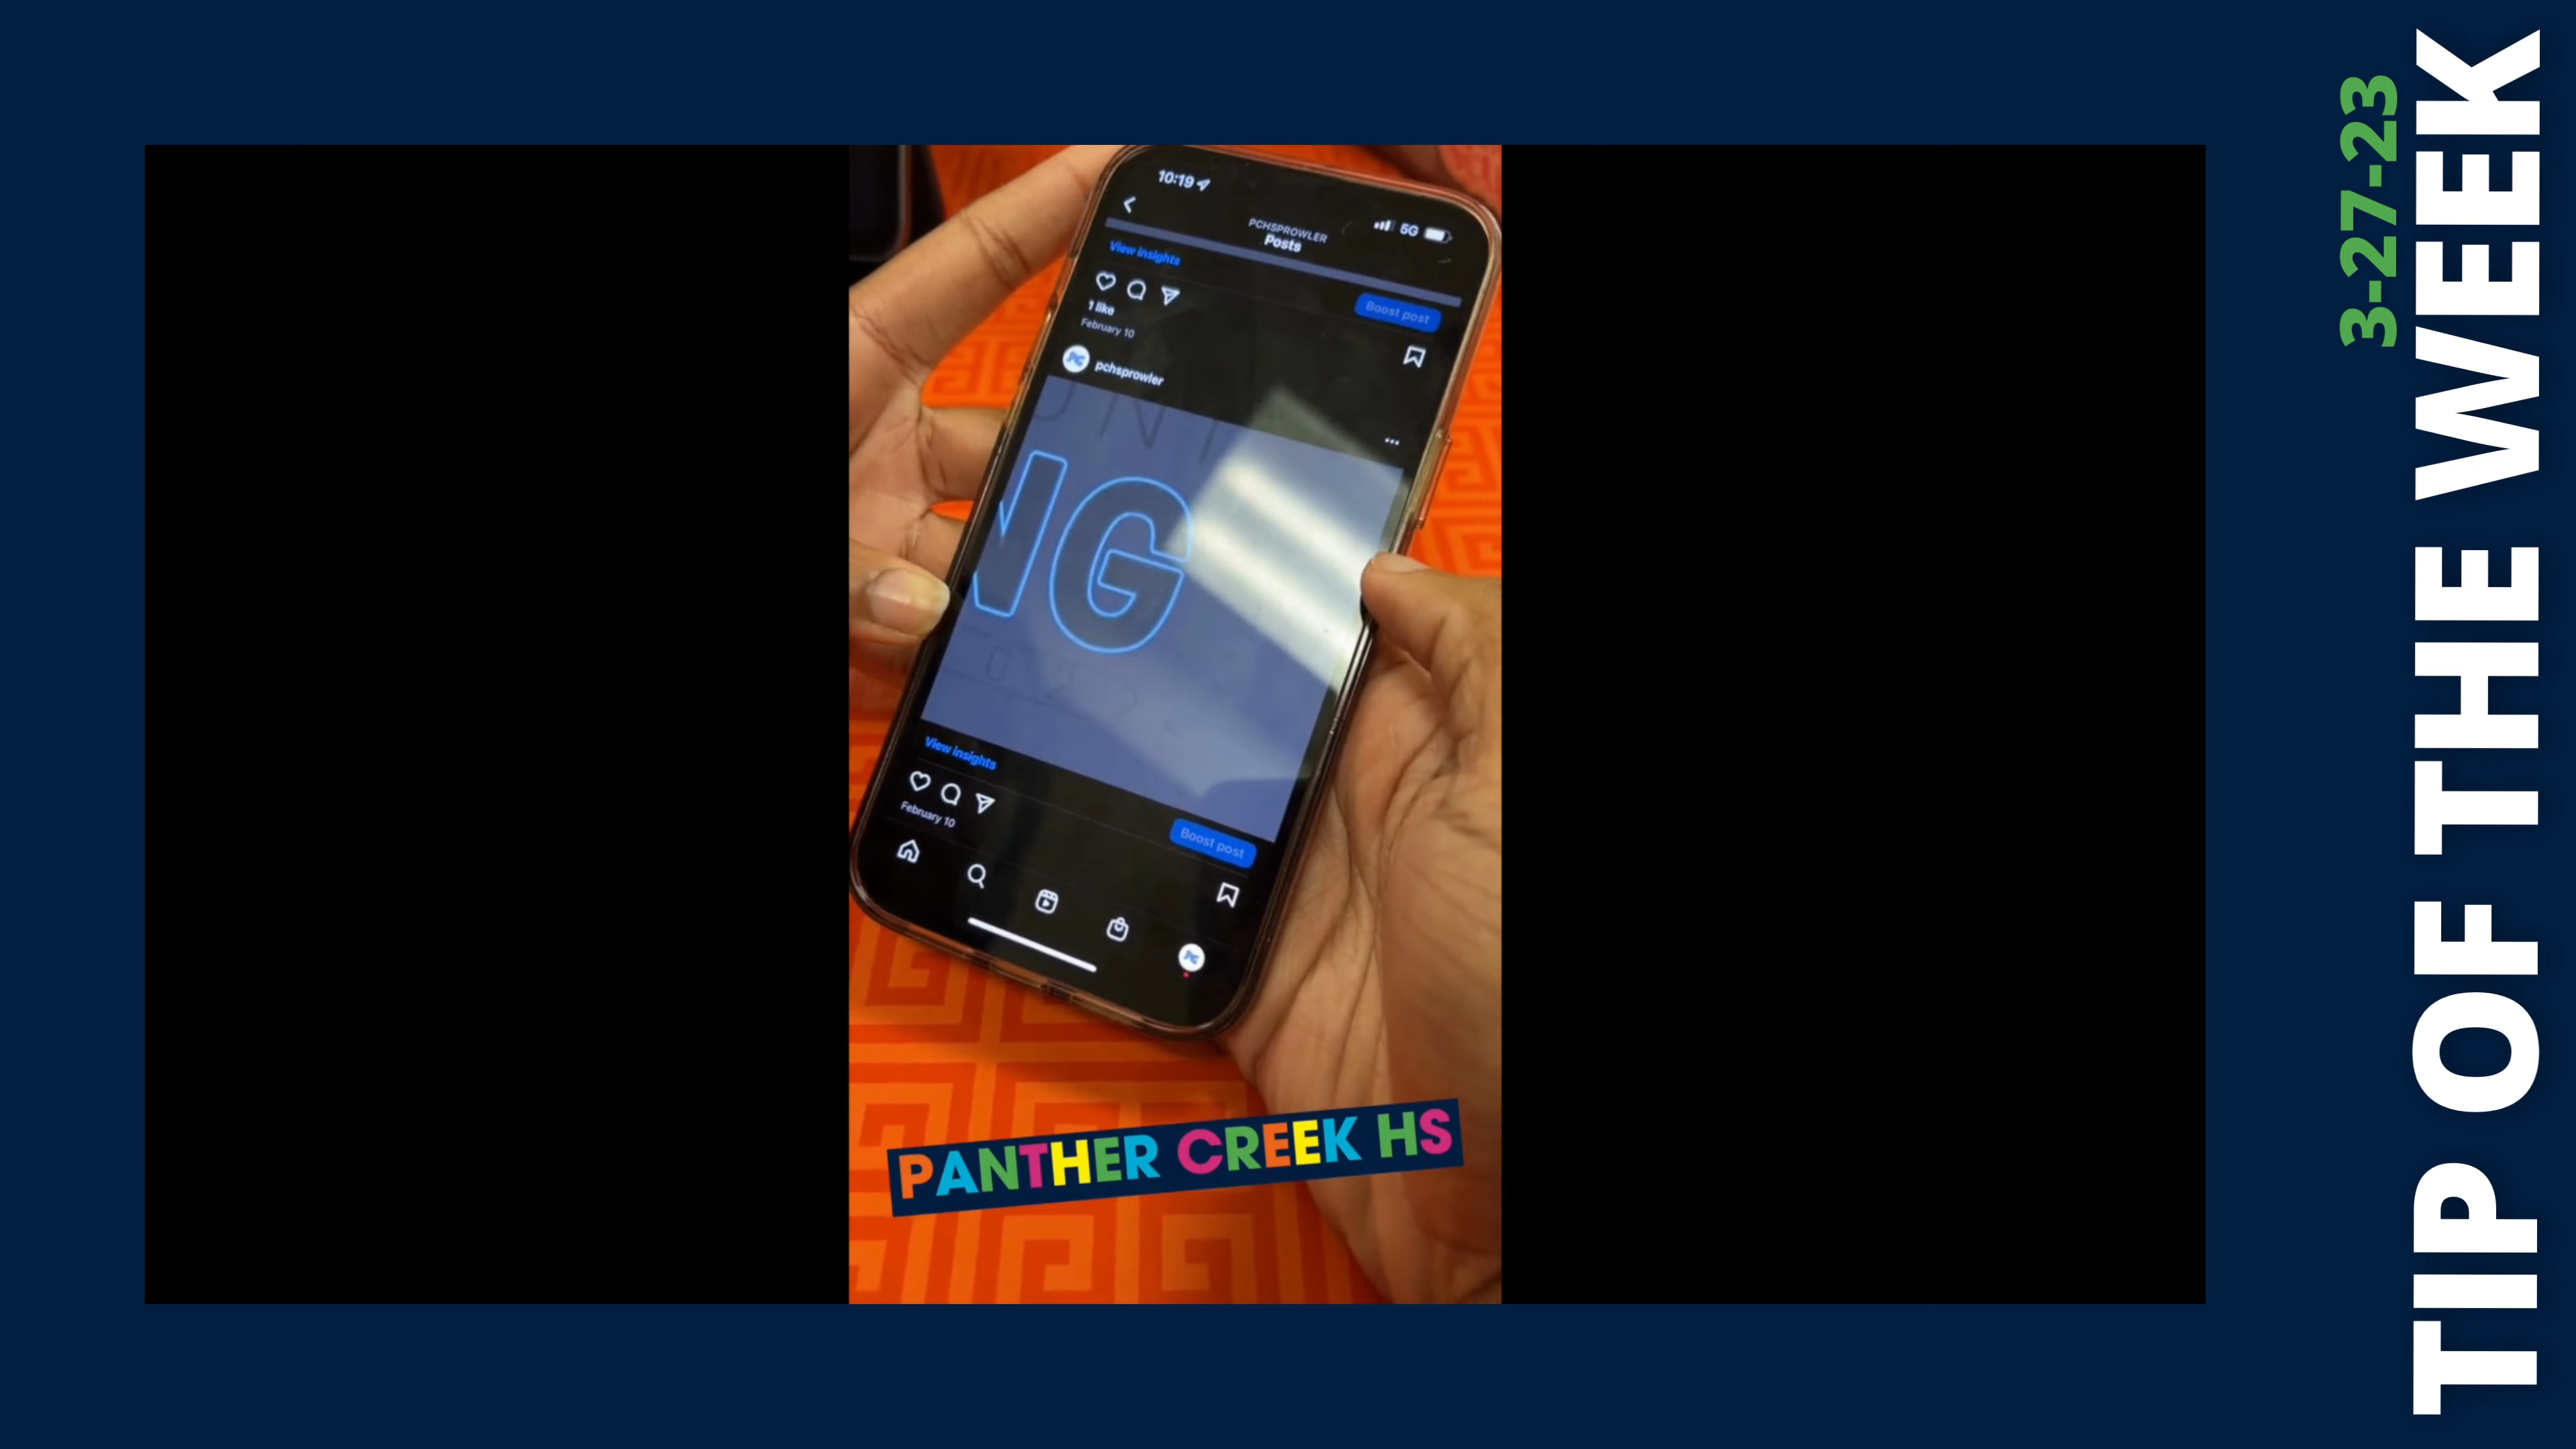 10:19
5G
PCHSPROWLER
Posts
View insights
Boost post
1 like
February 10
pchsprowler
NG
View insights
Boost post
February 10
PANTHER CREEK HS
TIP OF THE WEEK
3-27-23